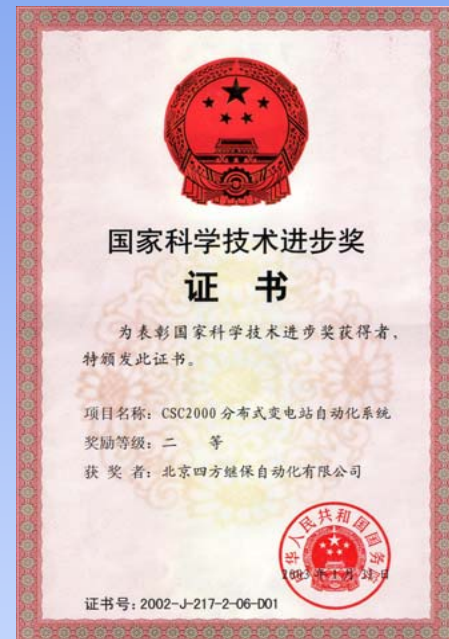 国家科学技术进步奖
证 书
为表彰国家科学技术进步奖获得者，
特颁发此证书。
项目名称：CSC2000 分布式变电站自动化系统
奖励等级：二 等
获 奖 者：北京四方继保自动化有限公司
中华人民共和国国务院
证书号：2002-J-217-2-06-D01